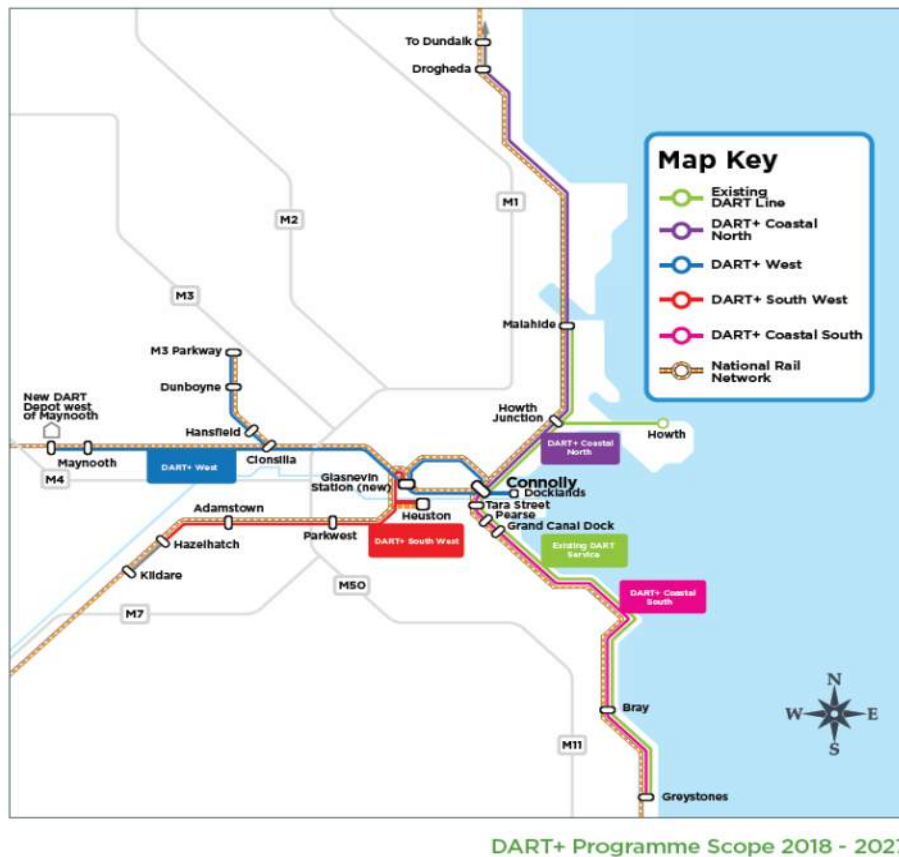 To Dundalk
Drogheda
M1
M2
M3
Map Key
Existing
DART Line
DART+ Coastal
North
DART+ West
DART+ South West
DART+ Coastal South
National Rail
Network
Malahide
M3 Parkway
Dunboyne
New DART
Depot west
of Maynooth
Hansfield
Clonsilla
Maynooth
DART+ West
M4
Howth
Junction
Howth
DART+ Coastal
North
Glasnevin
Station (new)
Connolly
Docklands
Tara Street
Pearse
Grand Canal Dock
Heuston
Adamstown
Parkwest
DART+ South West
Hazelhatch
Kildare
Existing DART
Service
DART+ Coastal
South
M50
M7
Bray
M11
Greystones
N
W
E
S
DART+ Programme Scope 2018 - 2027